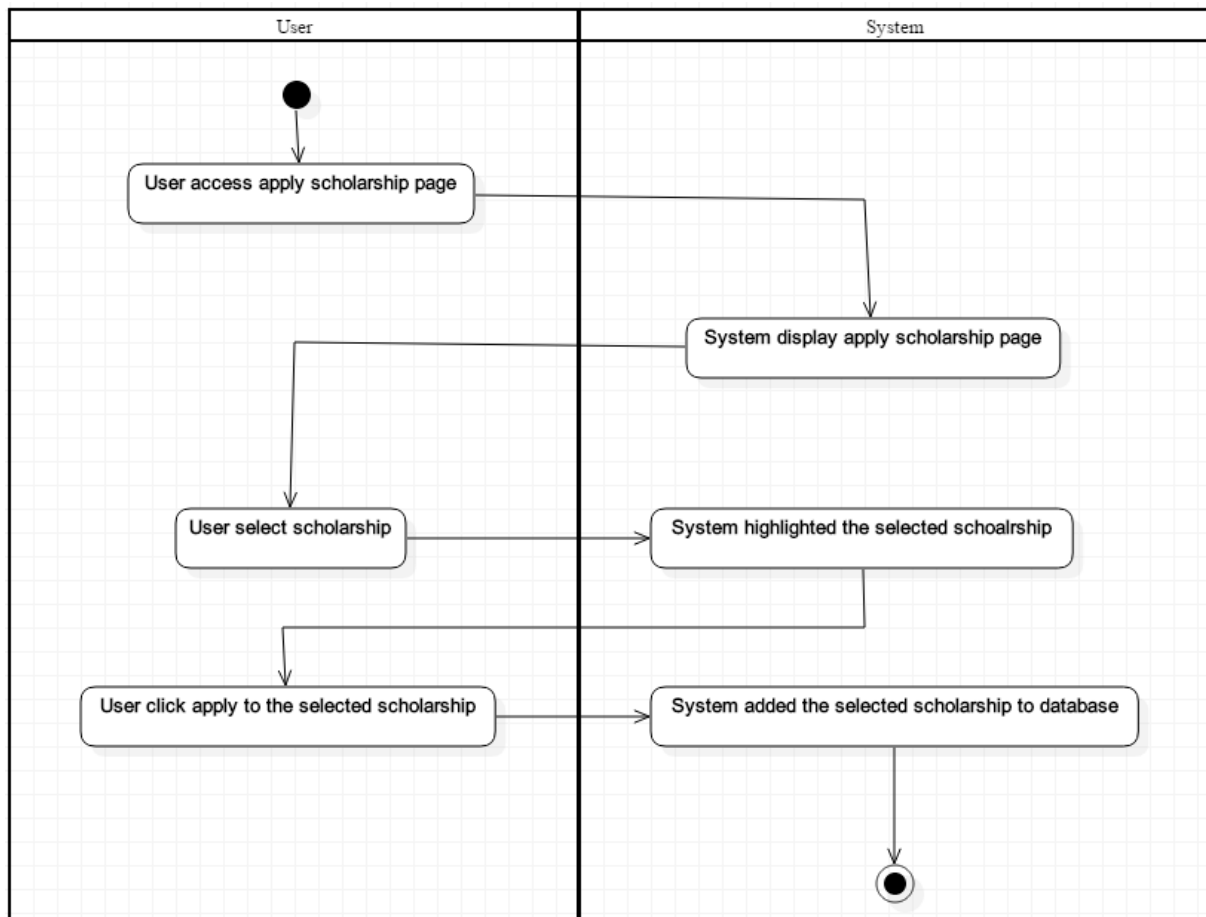 User
System
User access apply scholarship page
System display apply scholarship page
User select scholarship
System highlighted the selected schoalrship
User click apply to the selected scholarship
System added the selected scholarship to database